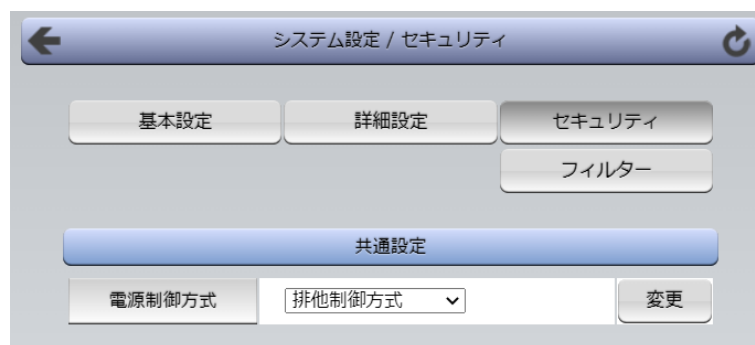 システム設定 / セキュリティ
基本設定 詳細設定 セキュリティ
フィルター
共通設定
電源制御方式 排他制御方式 変更